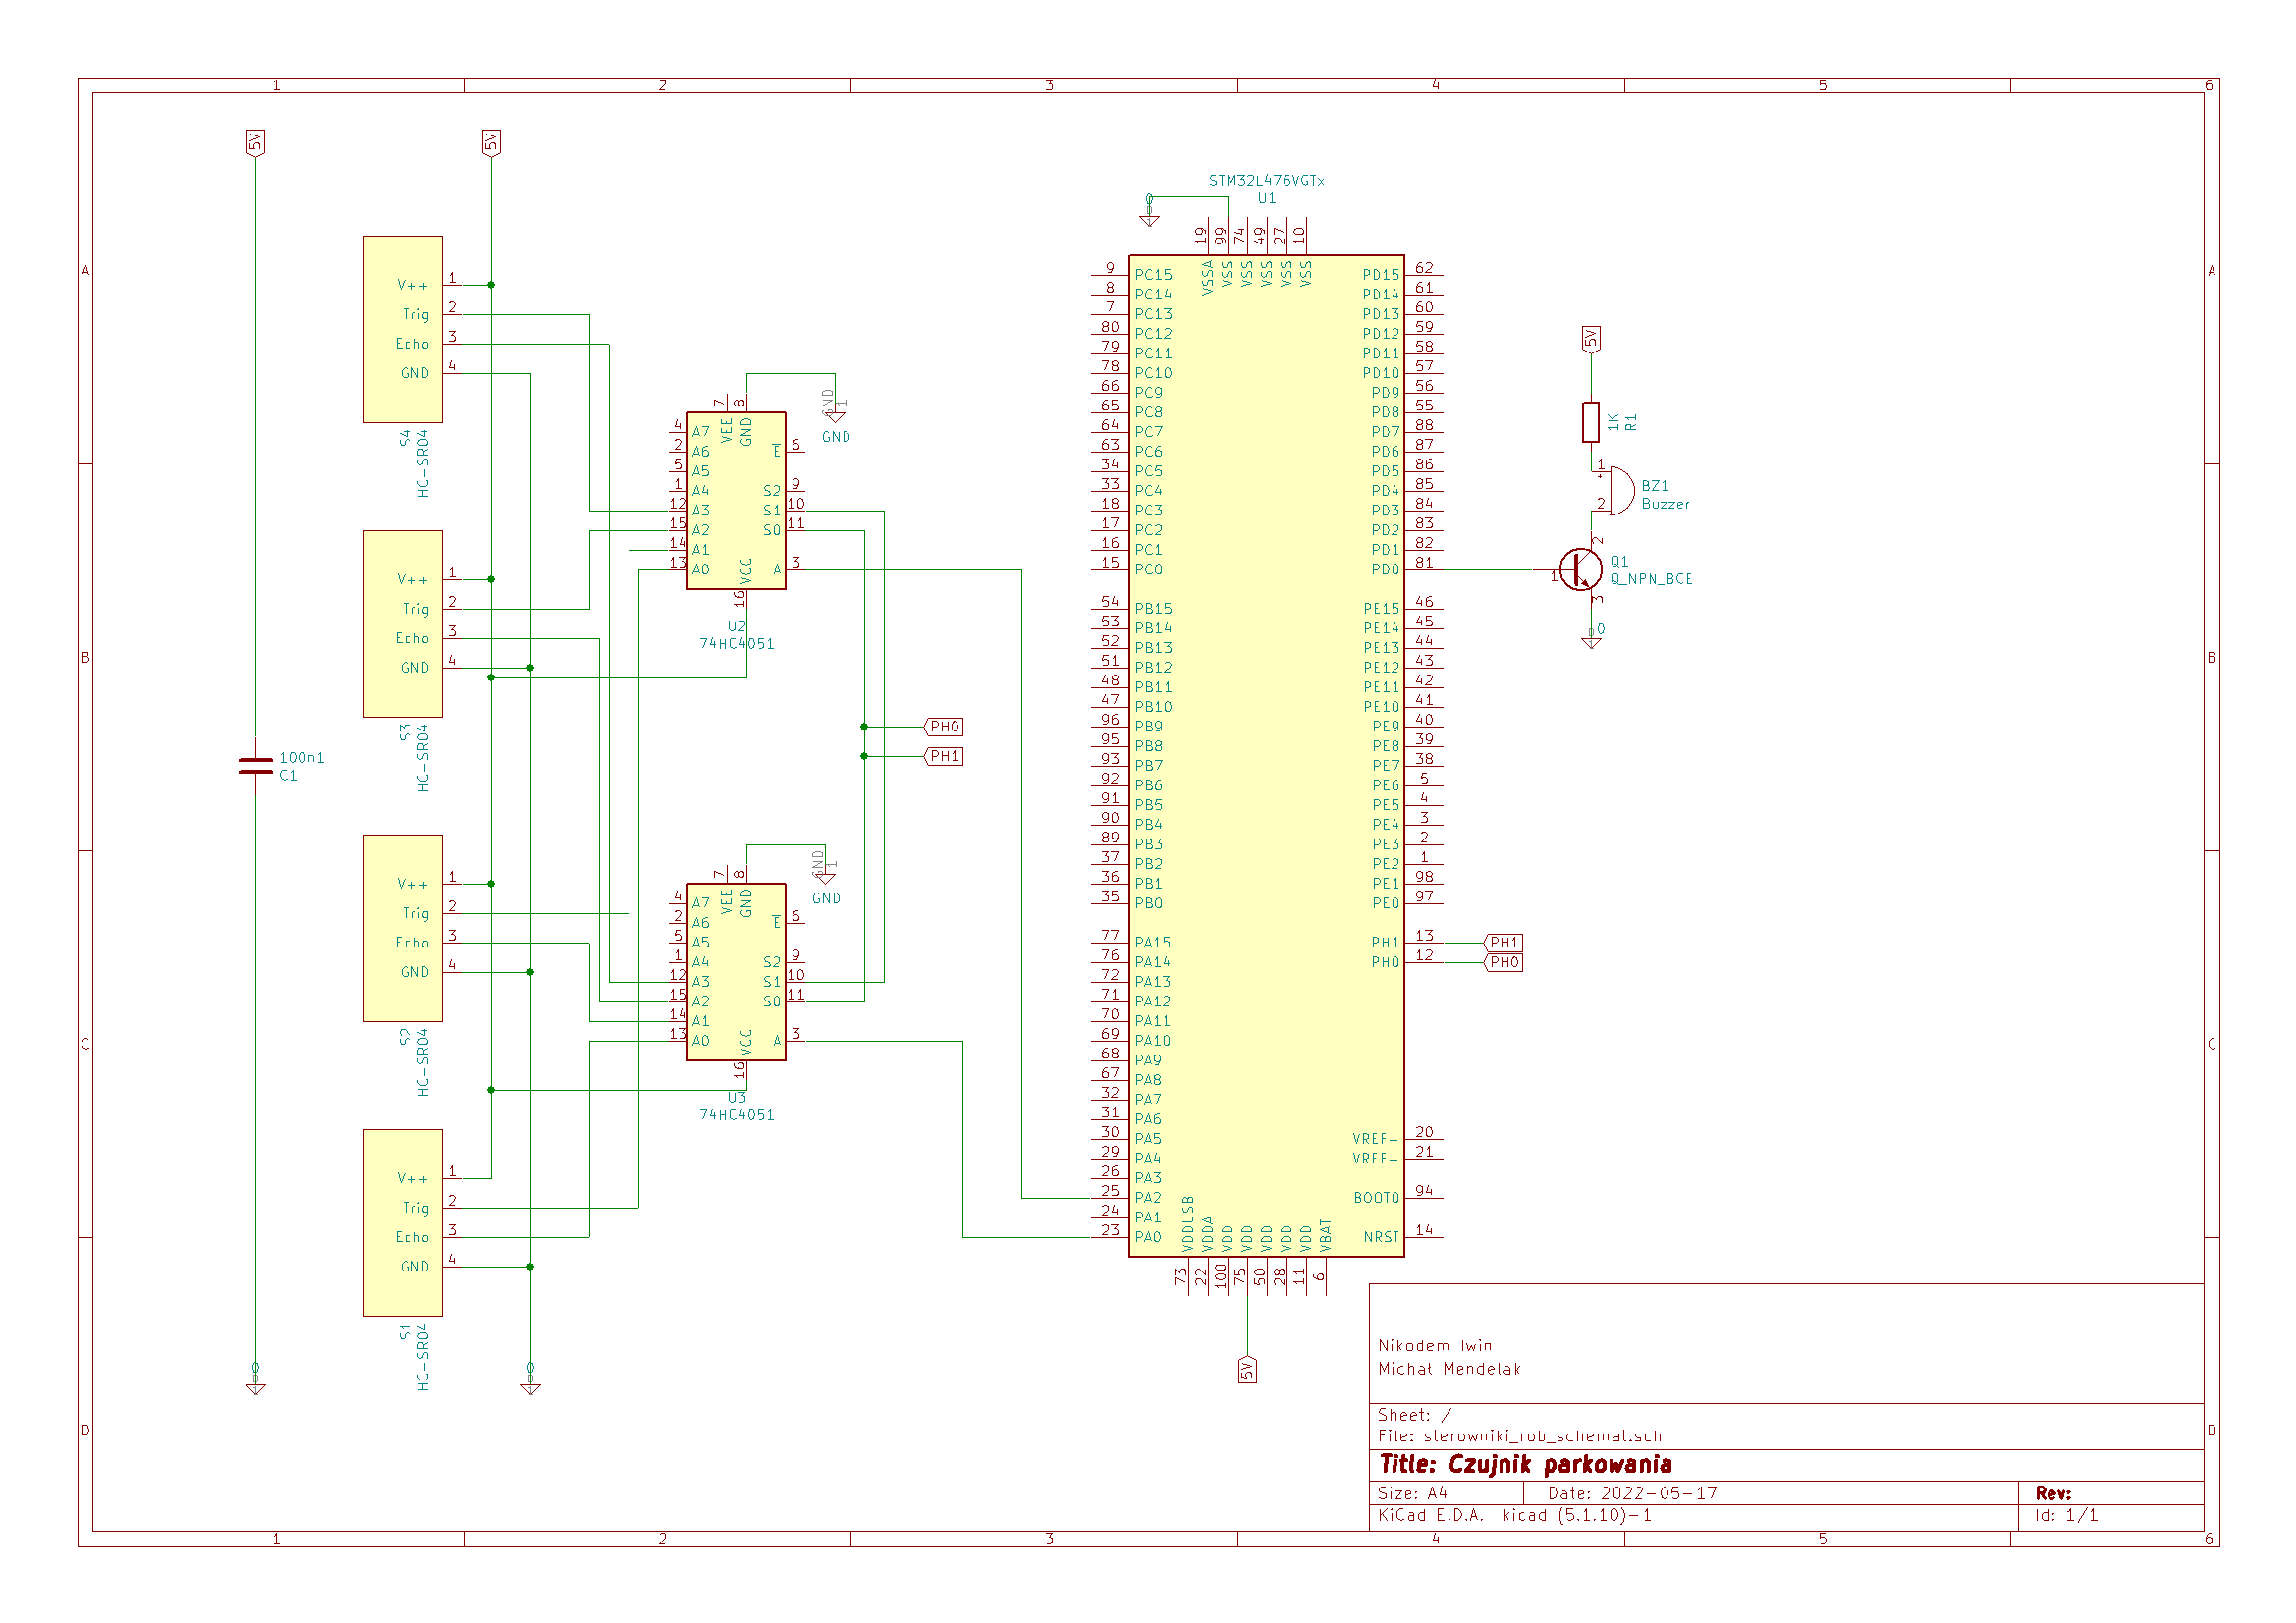 1 2 3 4 5 6
A A
B B
C C
D D
1 2 3 4 5 6
5V
100n1
C1
0
5V
V++ 1
Trig 2
Echo 3
GND 4
S4
HC-SR04
V++ 1
Trig 2
Echo 3
GND 4
S3
HC-SR04
V++ 1
Trig 2
Echo 3
GND 4
S2
HC-SR04
V++ 1
Trig 2
Echo 3
GND 4
S1
HC-SR04
0
7 8
VEE GND
GND 1
GND
4 A7
2 A6
5 A5
1 A4
12 A3
15 A2
14 A1
13 A0
E 6
S2 9
S1 10
S0 11
A 3
VCC
16
U2
74HC4051
PH0
PH1
7 8
VEE GND
GND 1
GND
4 A7
2 A6
5 A5
1 A4
12 A3
15 A2
14 A1
13 A0
E 6
S2 9
S1 10
S0 11
A 3
VCC
16
U3
74HC4051
STM32L476VGTx
U1
0
19 99 74 49 27 10
VSSA VSS VSS VSS VSS VSS
9 PC15
8 PC14
7 PC13
80 PC12
79 PC11
78 PC10
66 PC9
65 PC8
64 PC7
63 PC6
34 PC5
33 PC4
18 PC3
17 PC2
16 PC1
15 PC0
54 PB15
53 PB14
52 PB13
51 PB12
48 PB11
47 PB10
96 PB9
95 PB8
93 PB7
92 PB6
91 PB5
90 PB4
89 PB3
37 PB2
36 PB1
35 PB0
77 PA15
76 PA14
72 PA13
71 PA12
70 PA11
69 PA10
68 PA9
67 PA8
32 PA7
31 PA6
30 PA5
29 PA4
26 PA3
25 PA2
24 PA1
23 PA0
PD15 62
PD14 61
PD13 60
PD12 59
PD11 58
PD10 57
PD9 56
PD8 55
PD7 88
PD6 87
PD5 86
PD4 85
PD3 84
PD2 83
PD1 82
PD0 81
PE15 46
PE14 45
PE13 44
PE12 43
PE11 42
PE10 41
PE9 40
PE8 39
PE7 38
PE6 5
PE5 4
PE4 3
PE3 2
PE2 1
PE1 98
PE0 97
PH1 13 PH1
PH0 12 PH0
VREF- 20
VREF+ 21
BOOT0 94
NRST 14
VDDUSB VDDA VDD VDD VDD VDD VDD VBAT
73 22 100 75 50 28 11 6
5V
5V
1K
R1
1
2
BZ1
Buzzer
2
1
3
Q1
Q_NPN_BCE
0
Nikodem Iwin
Michał Mendelak
Sheet: /
File: sterowniki_rob_schemat.sch
Title: Czujnik parkowania
Size: A4 Date: 2022-05-17 Rev:
KiCad E.D.A. kicad (5.1.10)-1 Id: 1/1